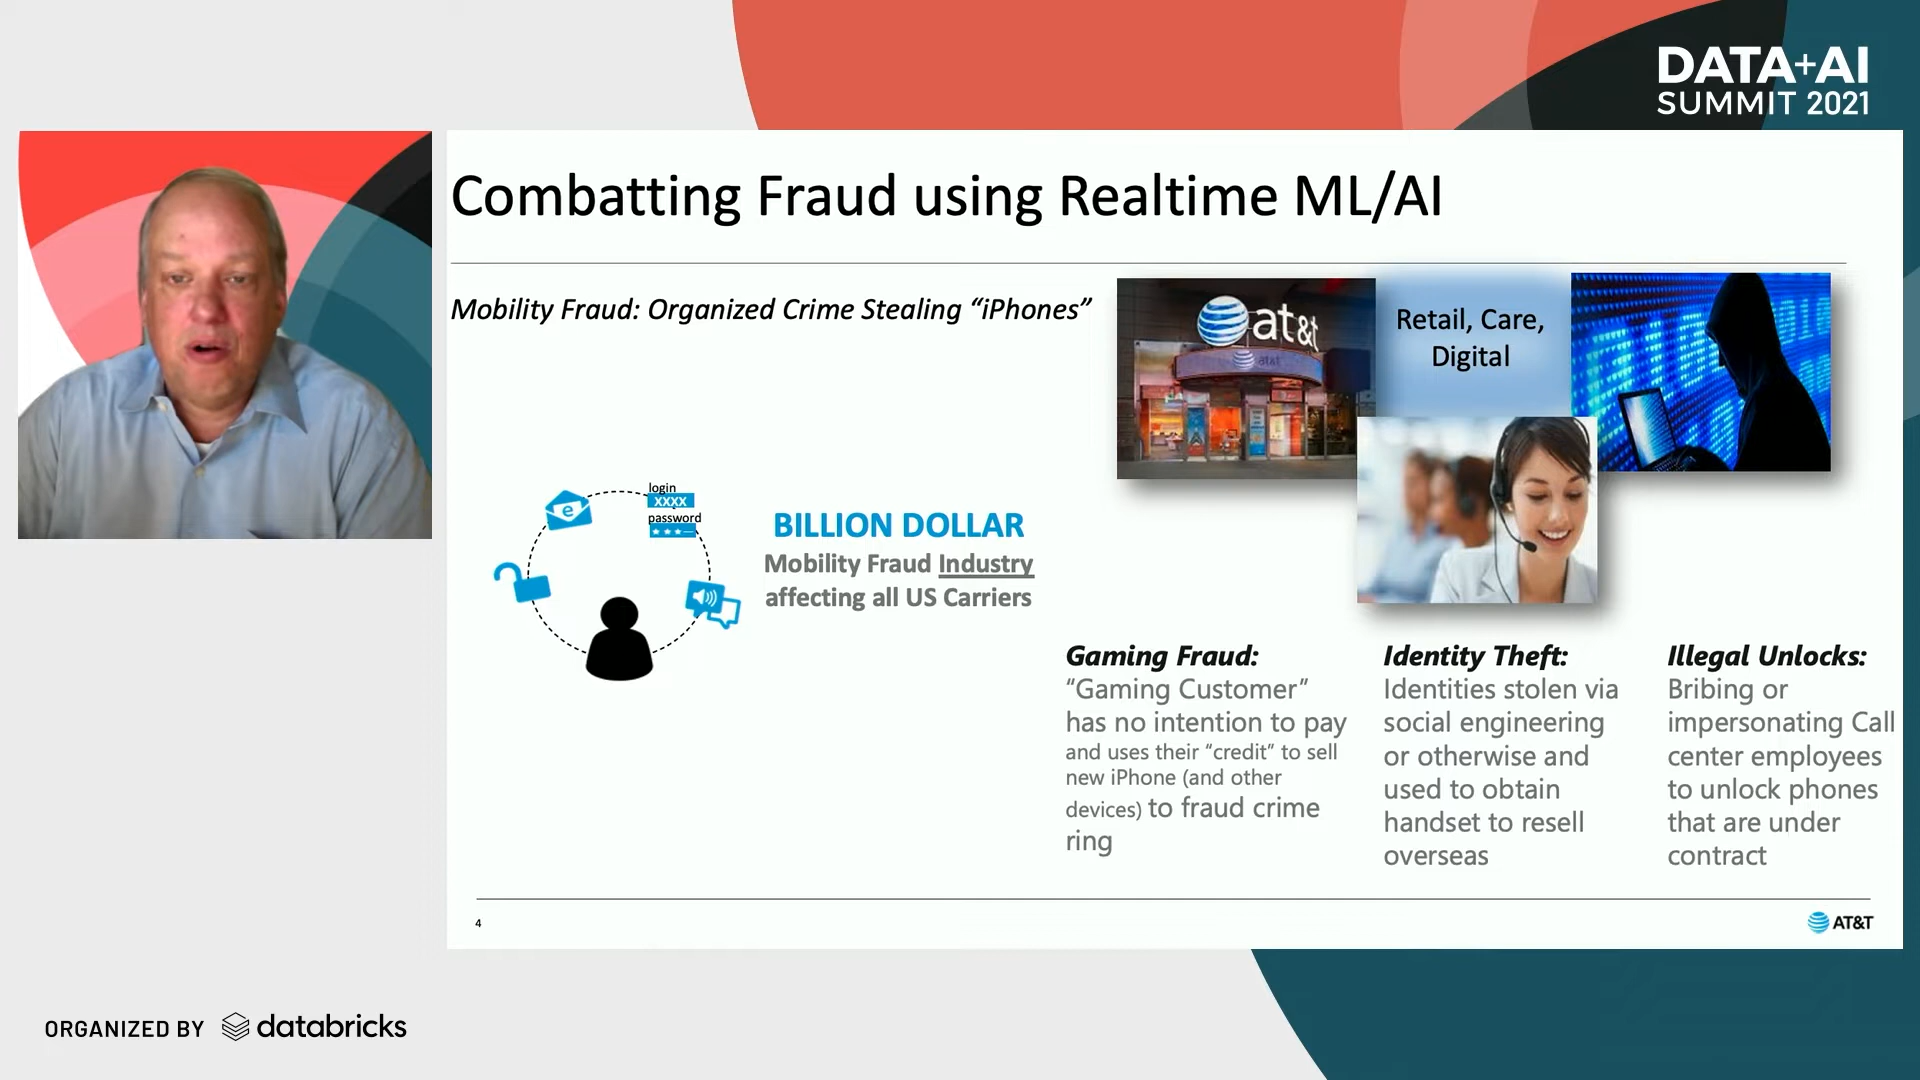 DATA+AI
SUMMIT 2021
Combatting Fraud using Realtime ML/AI
Mobility Fraud: Organized Crime Stealing “iPhones”
at&t
at&t
Retail, Care,
Digital
e
login
XXXX
password
****
BILLION DOLLAR
Mobility Fraud Industry
affecting all US Carriers
Gaming Fraud:
“Gaming Customer”
has no intention to pay
and uses their “credit” to sell
new iPhone (and other
devices) to fraud crime
ring
Identity Theft:
Identities stolen via
social engineering
or otherwise and
used to obtain
handset to resell
overseas
Illegal Unlocks:
Bribing or
impersonating Call
center employees
to unlock phones
that are under
contract
4
AT&T
ORGANIZED BY databricks